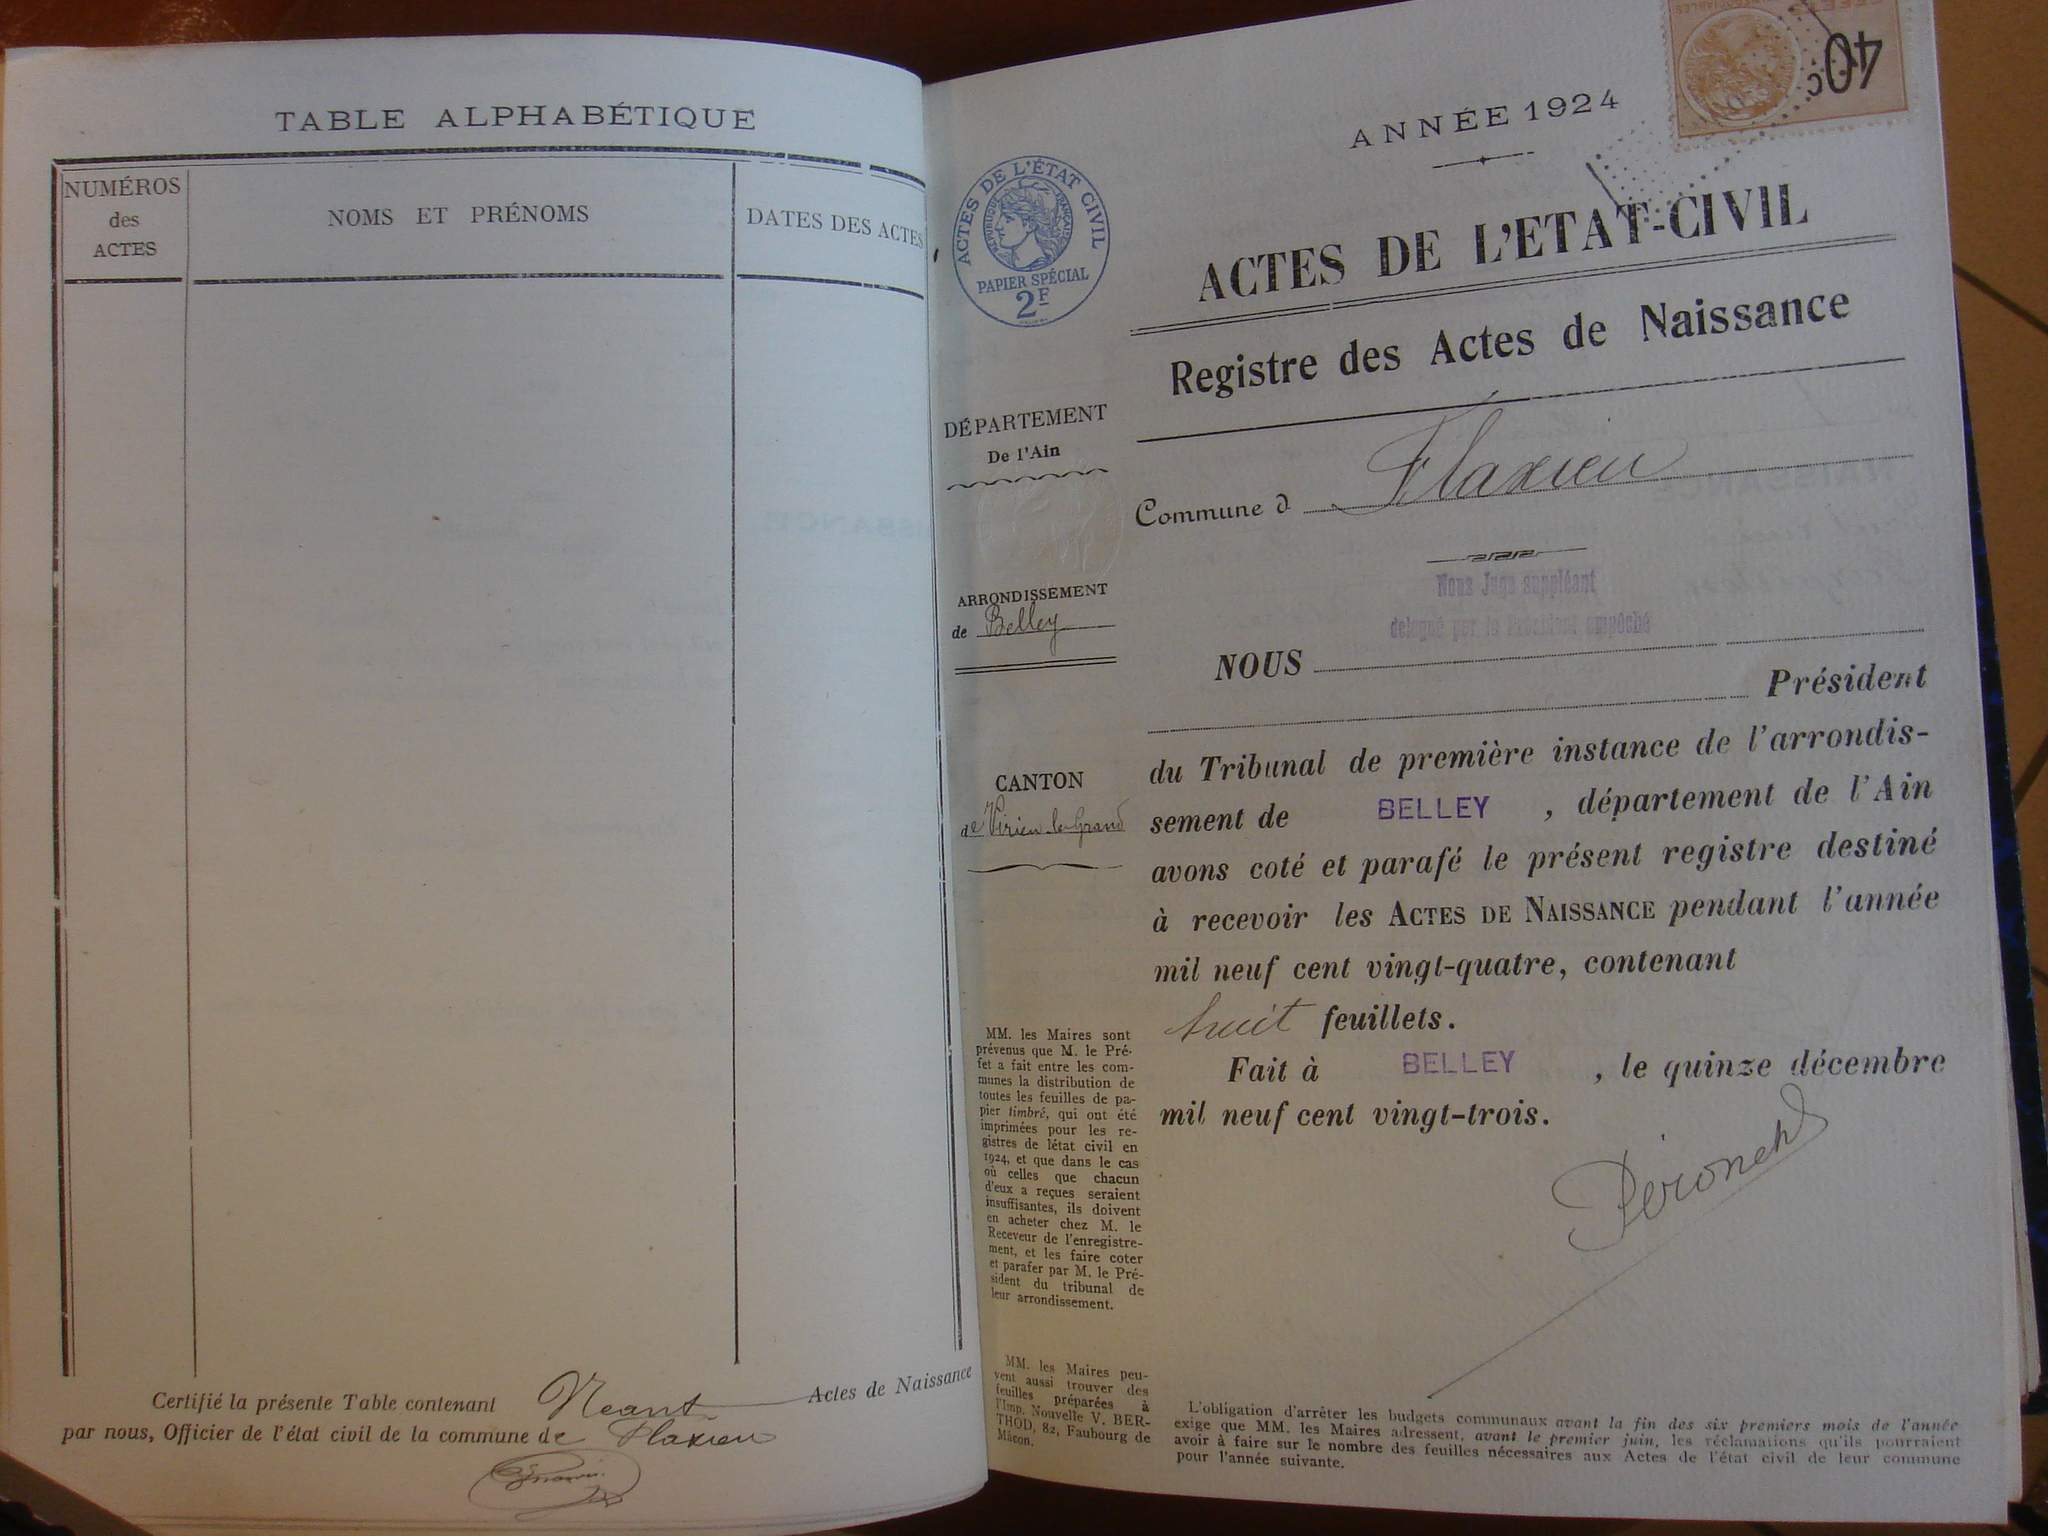 TABLE ALPHABÉTIQUE
NUMÉROS
des
ACTES
NOMS ET PRÉNOMS
DATES DES ACTES
Certifié la présente Table contenant Néant Actes de Naissance
par nous, Officier de l'état civil de la commune de Flaxieu
40c
ANNÉE 1924
ACTES DE L'ÉTAT CIVIL
RÉPUBLIQUE FRANÇAISE
PAPIER SPÉCIAL
2F
ACTES DE L'ETAT-CIVIL
Registre des Actes de Naissance
DÉPARTEMENT
De l'Ain
Commune d Flaxieu
ARRONDISSEMENT
de Belley
CANTON
de Virieu-le-Grand
MM. les Maires sont
prévenus que M. le Pré-
fet a fait entre les com-
munes la distribution de
toutes les feuilles de pa-
pier timbré, qui ont été
imprimées pour les re-
gistres de létat civil en
1924, et que dans le cas
où celles que chacun
d'eux a reçues seraient
insuffisantes, ils doivent
en acheter chez M. le
Receveur de l'enregistre-
ment, et les faire coter
et parafer par M. le Pré-
sident du tribunal de
leur arrondissement.
MM. les Maires peu-
vent aussi trouver des
feuilles préparées à
l'Imp. Nouvelle V. BER-
THOD, 82, Faubourg de
Mâcon.
Nous Juge suppléant
délégué par le Président empêché
NOUS
Président
du Tribunal de première instance de l'arrondis-
sement de BELLEY , département de l'Ain
avons coté et parafé le présent registre destiné
à recevoir les ACTES DE NAISSANCE pendant l'année
mil neuf cent vingt-quatre, contenant
huit feuillets.
Fait à BELLEY , le quinze décembre
mil neuf cent vingt-trois.
L'obligation d'arrêter les budgets communaux avant la fin des six premiers mois de l'année
exige que MM. les Maires adressent, avant le premier juin, les réclamations qu'ils pourraient
avoir à faire sur le nombre des feuilles nécessaires aux Actes de l'état civil de leur commune
pour l'année suivante.